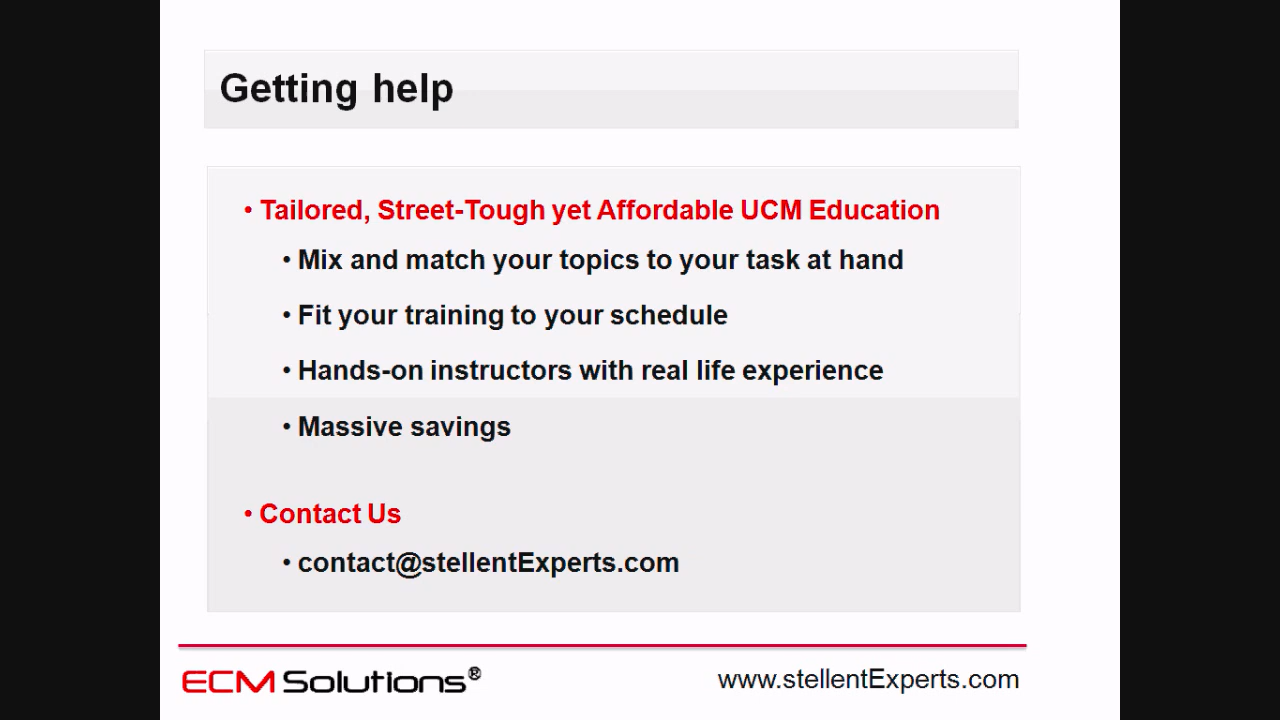 Getting help
• Tailored, Street-Tough yet Affordable UCM Education
• Mix and match your topics to your task at hand
• Fit your training to your schedule
• Hands-on instructors with real life experience
• Massive savings
• Contact Us
• contact@stellentExperts.com
ECM Solutions®
www.stellentExperts.com